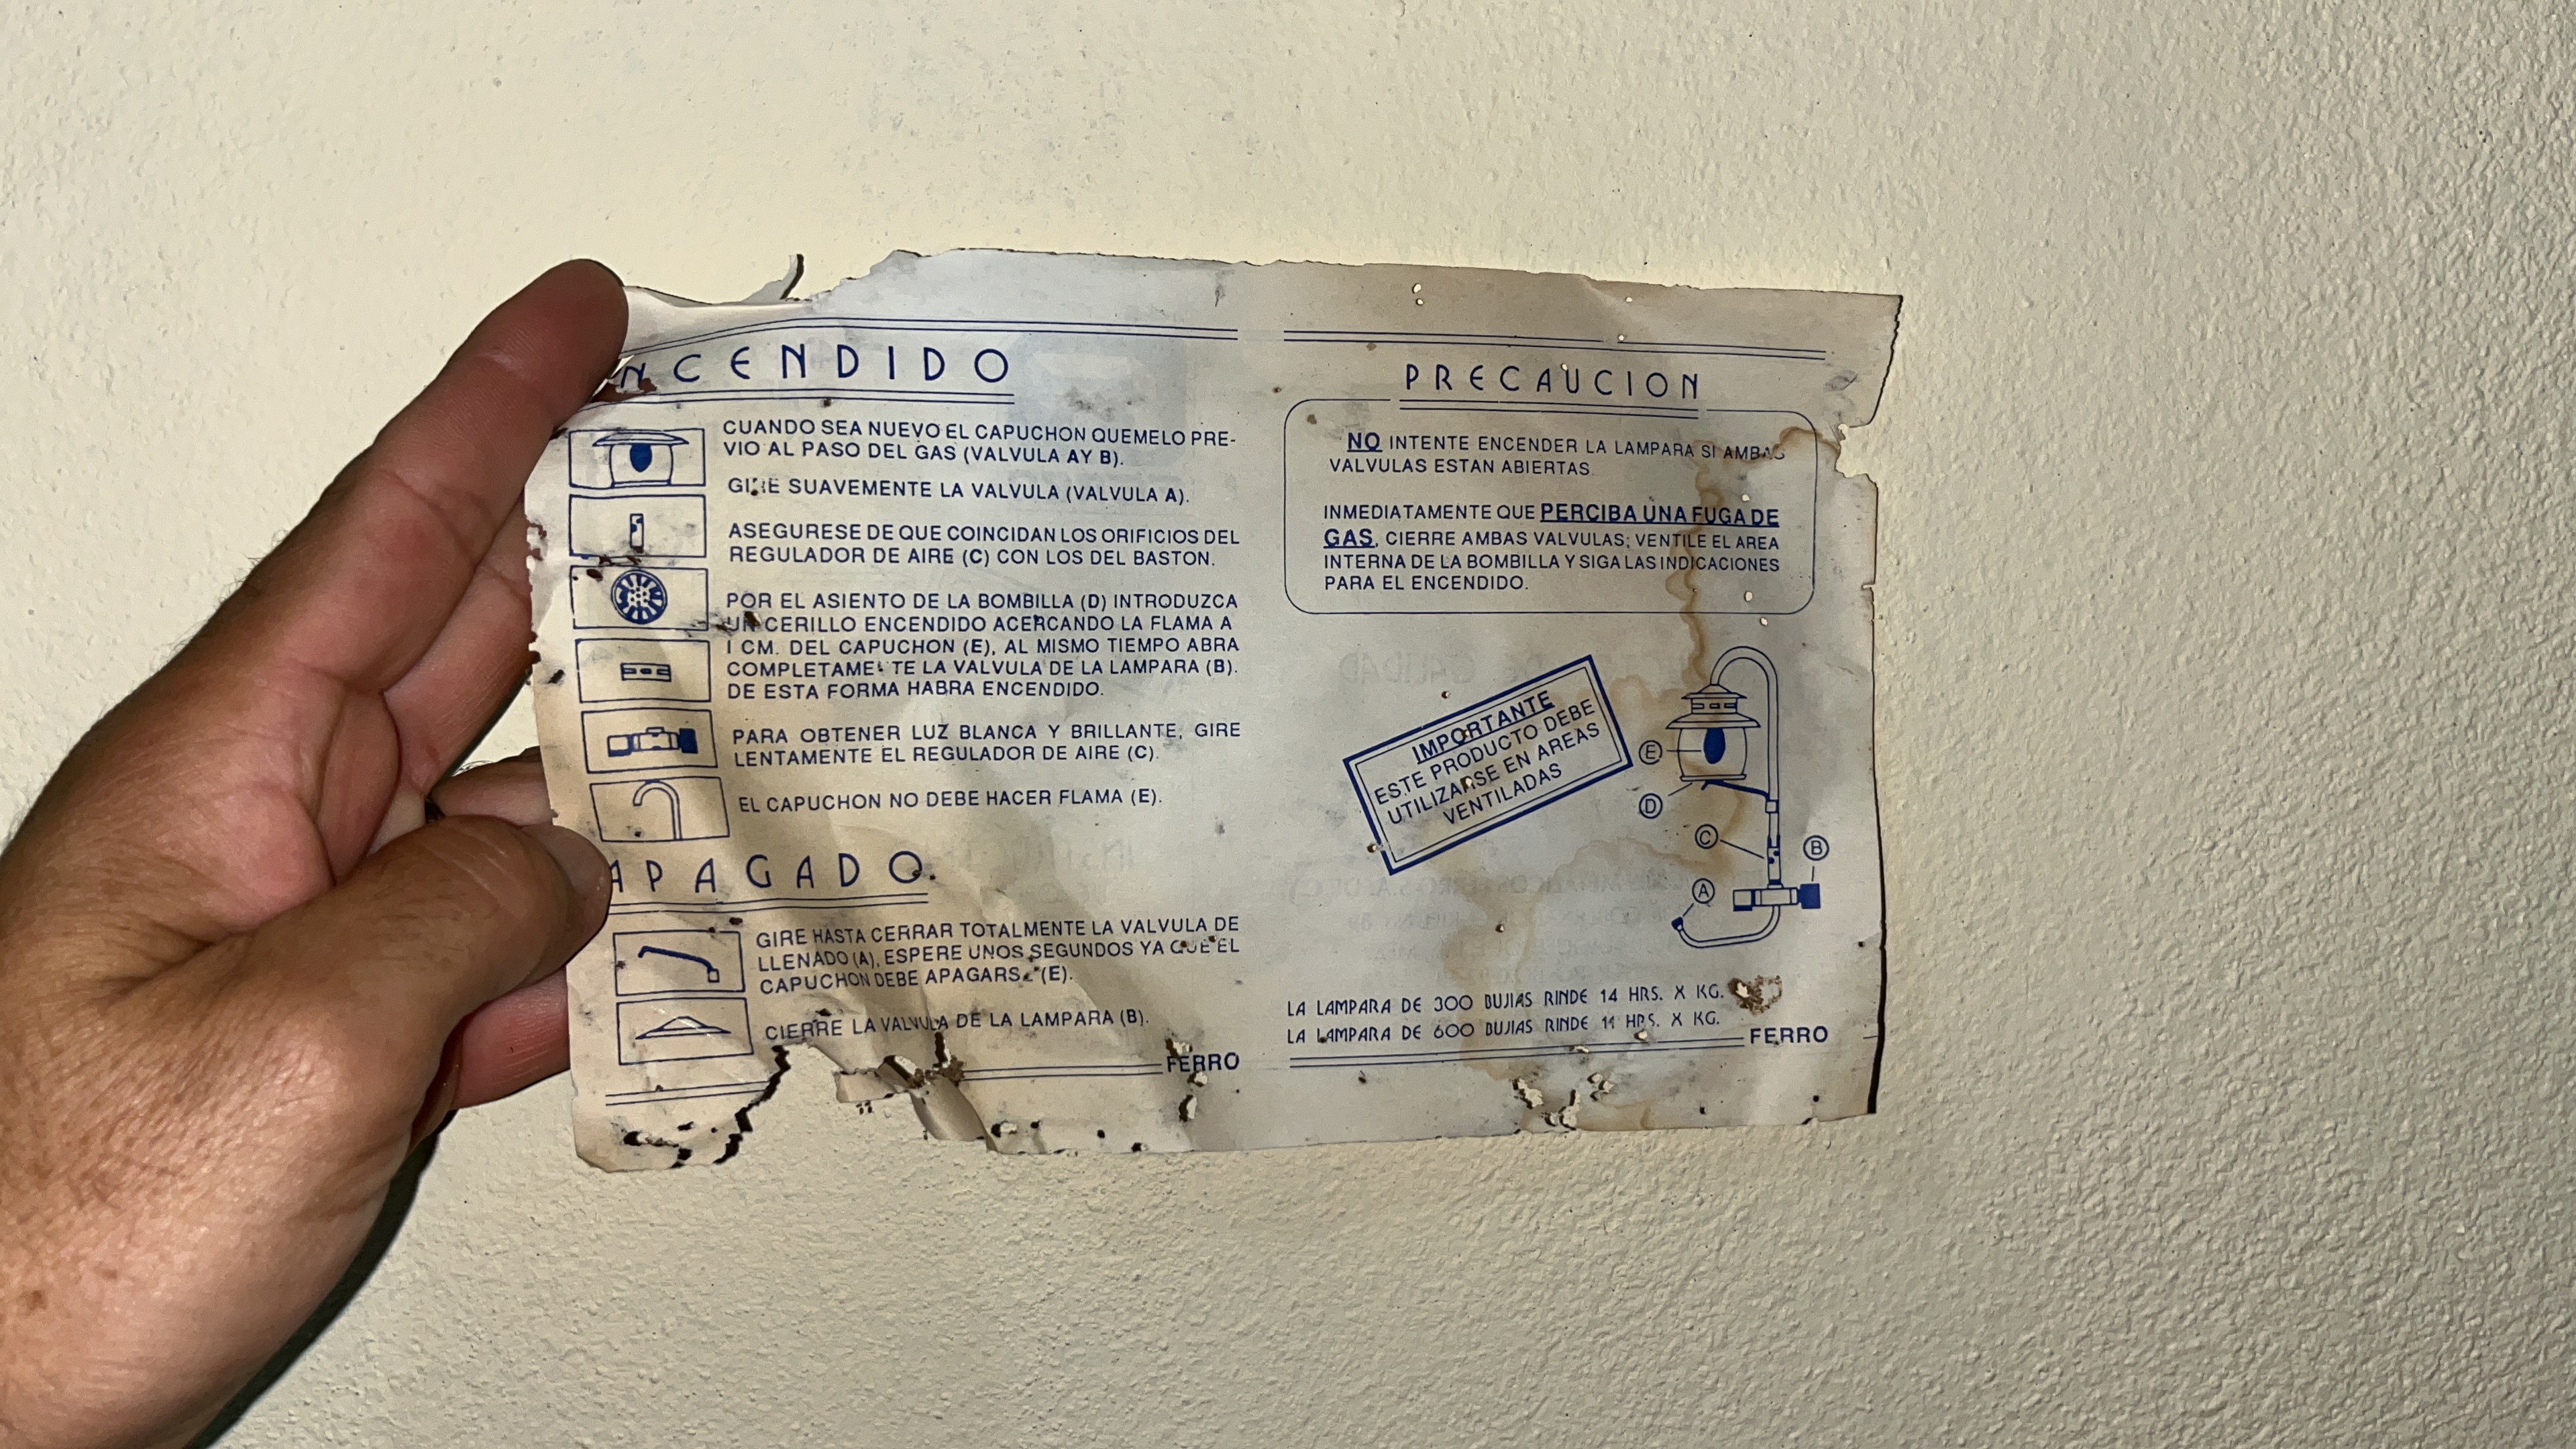 NCENDIDO
CUANDO SEA NUEVO EL CAPUCHON QUEMELO PRE-
VIO AL PASO DEL GAS (VALVULA AY B).
GIRE SUAVEMENTE LA VALVULA (VALVULA A).
ASEGURESE DE QUE COINCIDAN LOS ORIFICIOS DEL
REGULADOR DE AIRE (C) CON LOS DEL BASTON.
POR EL ASIENTO DE LA BOMBILLA (D) INTRODUZCA
UN CERILLO ENCENDIDO ACERCANDO LA FLAMA A
1 CM. DEL CAPUCHON (E), AL MISMO TIEMPO ABRA
COMPLETAMENTE LA VALVULA DE LA LAMPARA (B).
DE ESTA FORMA HABRA ENCENDIDO.
PARA OBTENER LUZ BLANCA Y BRILLANTE, GIRE
LENTAMENTE EL REGULADOR DE AIRE (C).
EL CAPUCHON NO DEBE HACER FLAMA (E).
APAGADO.
GIRE HASTA CERRAR TOTALMENTE LA VALVULA DE
LLENADO (A), ESPERE UNOS SEGUNDOS YA QUE EL
CAPUCHON DEBE APAGARSE (E).
CIERRE LA VALVULA DE LA LAMPARA (B).
FERRO
PRECAUCION
NO INTENTE ENCENDER LA LAMPARA SI AMBAS
VALVULAS ESTAN ABIERTAS.
INMEDIATAMENTE QUE PERCIBA UNA FUGA DE
GAS, CIERRE AMBAS VALVULAS; VENTILE EL AREA
INTERNA DE LA BOMBILLA Y SIGA LAS INDICACIONES
PARA EL ENCENDIDO.
IMPORTANTE
ESTE PRODUCTO DEBE
UTILIZARSE EN AREAS
VENTILADAS
E
D
C
B
A
LA LAMPARA DE 300 BUJIAS RINDE 14 HRS. X KG.
LA LAMPARA DE 600 BUJIAS RINDE 11 HRS. X KG.
FERRO